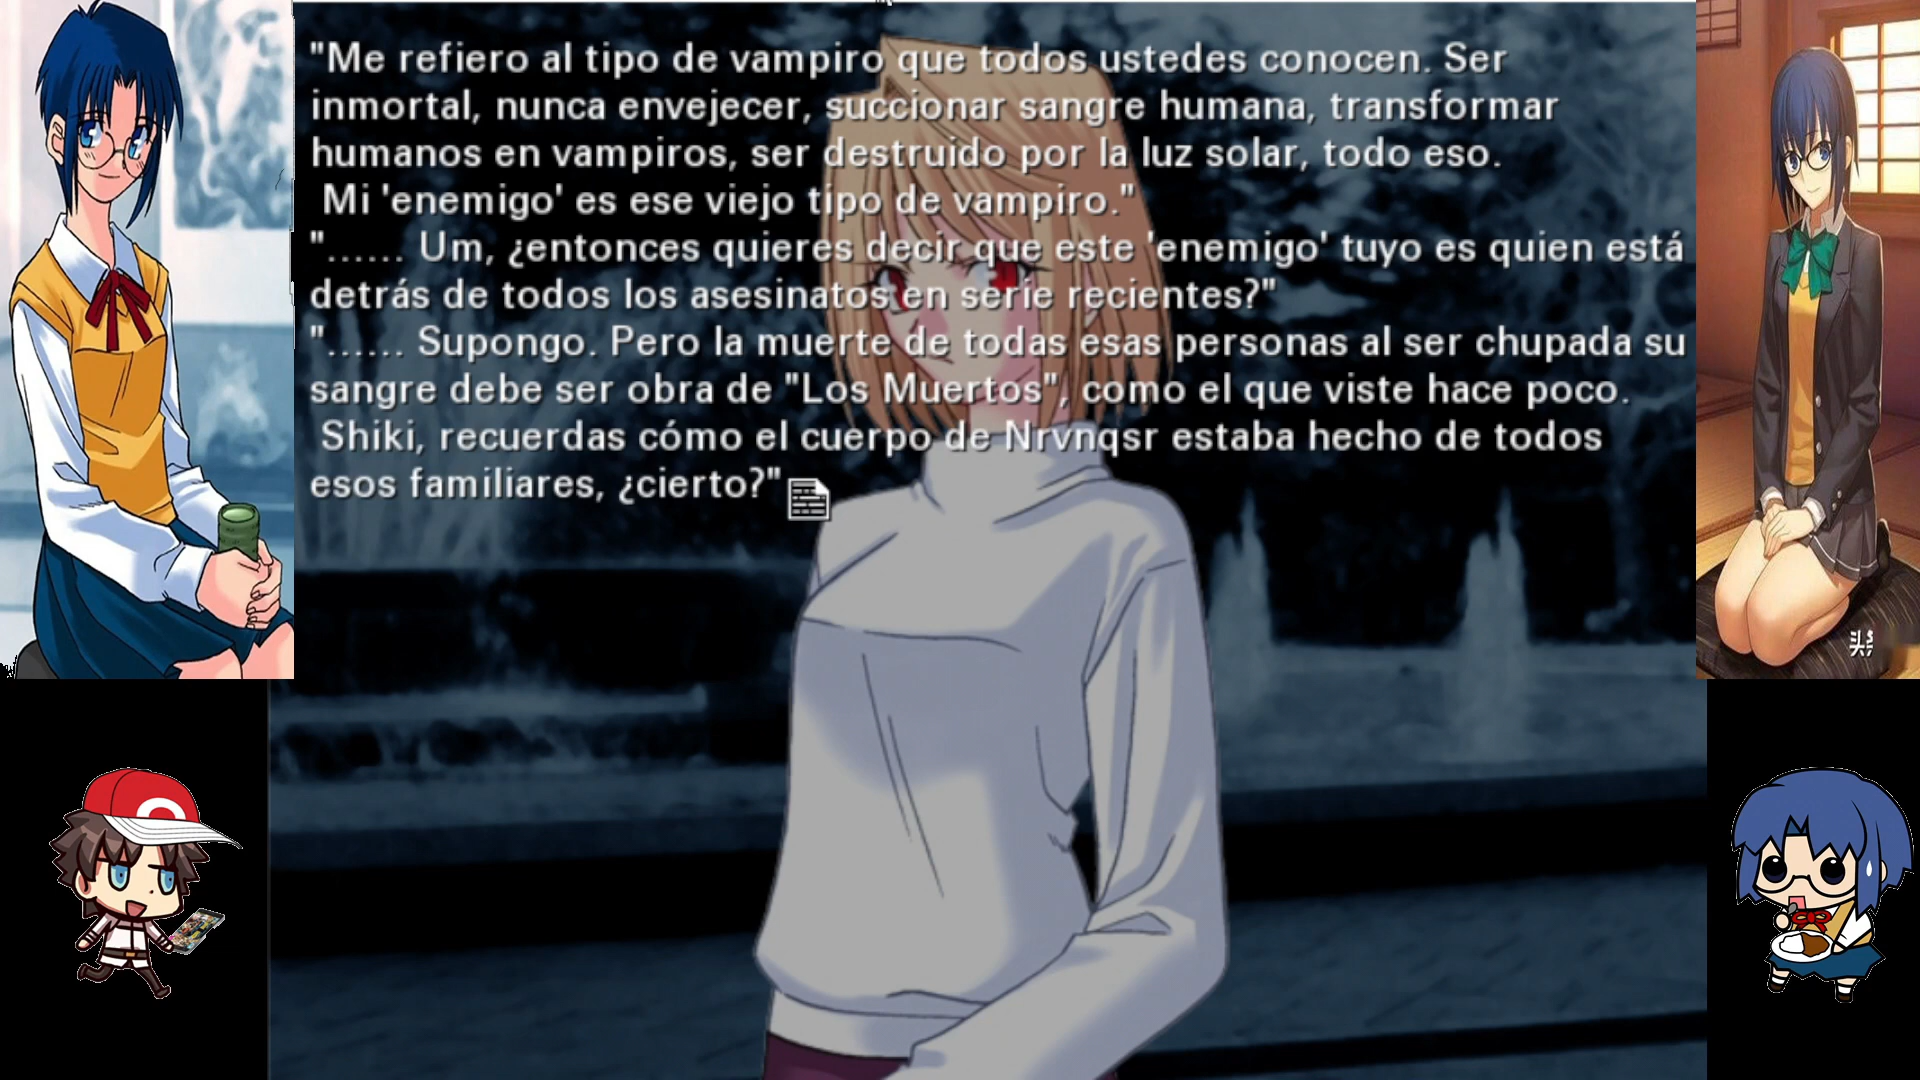 "Me refiero al tipo de vampiro que todos ustedes conocen. Ser
inmortal, nunca envejecer, succionar sangre humana, transformar
humanos en vampiros, ser destruido por la luz solar, todo eso.
Mi 'enemigo' es ese viejo tipo de vampiro."
"...... Um, ¿entonces quieres decir que este 'enemigo' tuyo es quien está
detrás de todos los asesinatos en serie recientes?"
"...... Supongo. Pero la muerte de todas esas personas al ser chupada su
sangre debe ser obra de "Los Muertos", como el que viste hace poco.
Shiki, recuerdas cómo el cuerpo de Nrvnqsr estaba hecho de todos
esos familiares, ¿cierto?"
头